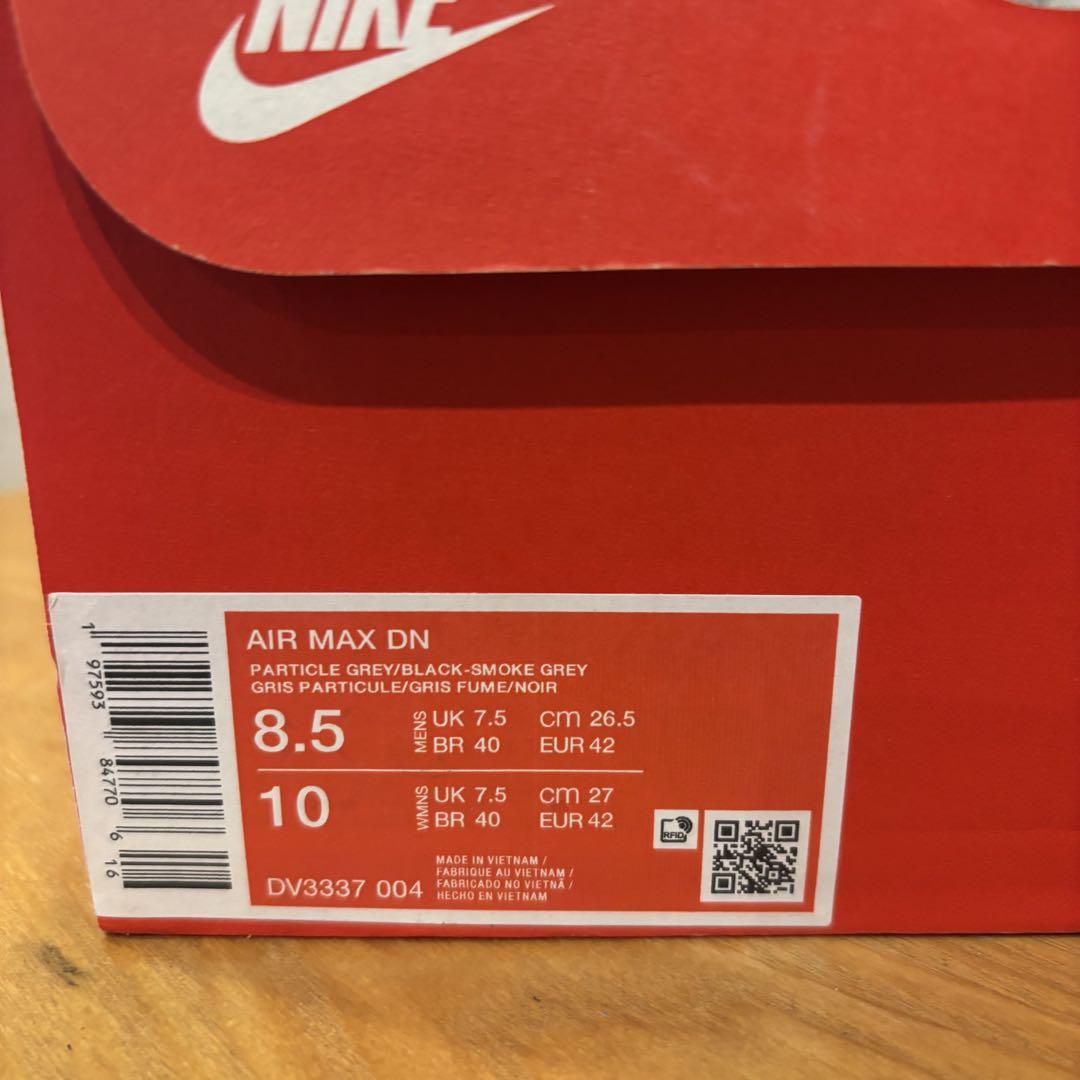 NIKE
AIR MAX DN
PARTICLE GREY/BLACK-SMOKE GREY
GRIS PARTICULE/GRIS FUME/NOIR
8.5
MENS
UK 7.5 cm 26.5
BR 40 EUR 42
10
WMNS
UK 7.5 cm 27
BR 40 EUR 42
RFID
MADE IN VIETNAM /
FABRIQUE AU VIETNAM /
FABRICADO NO VIETNÃ /
HECHO EN VIETNAM
DV3337 004
1 97593 84770 6 16